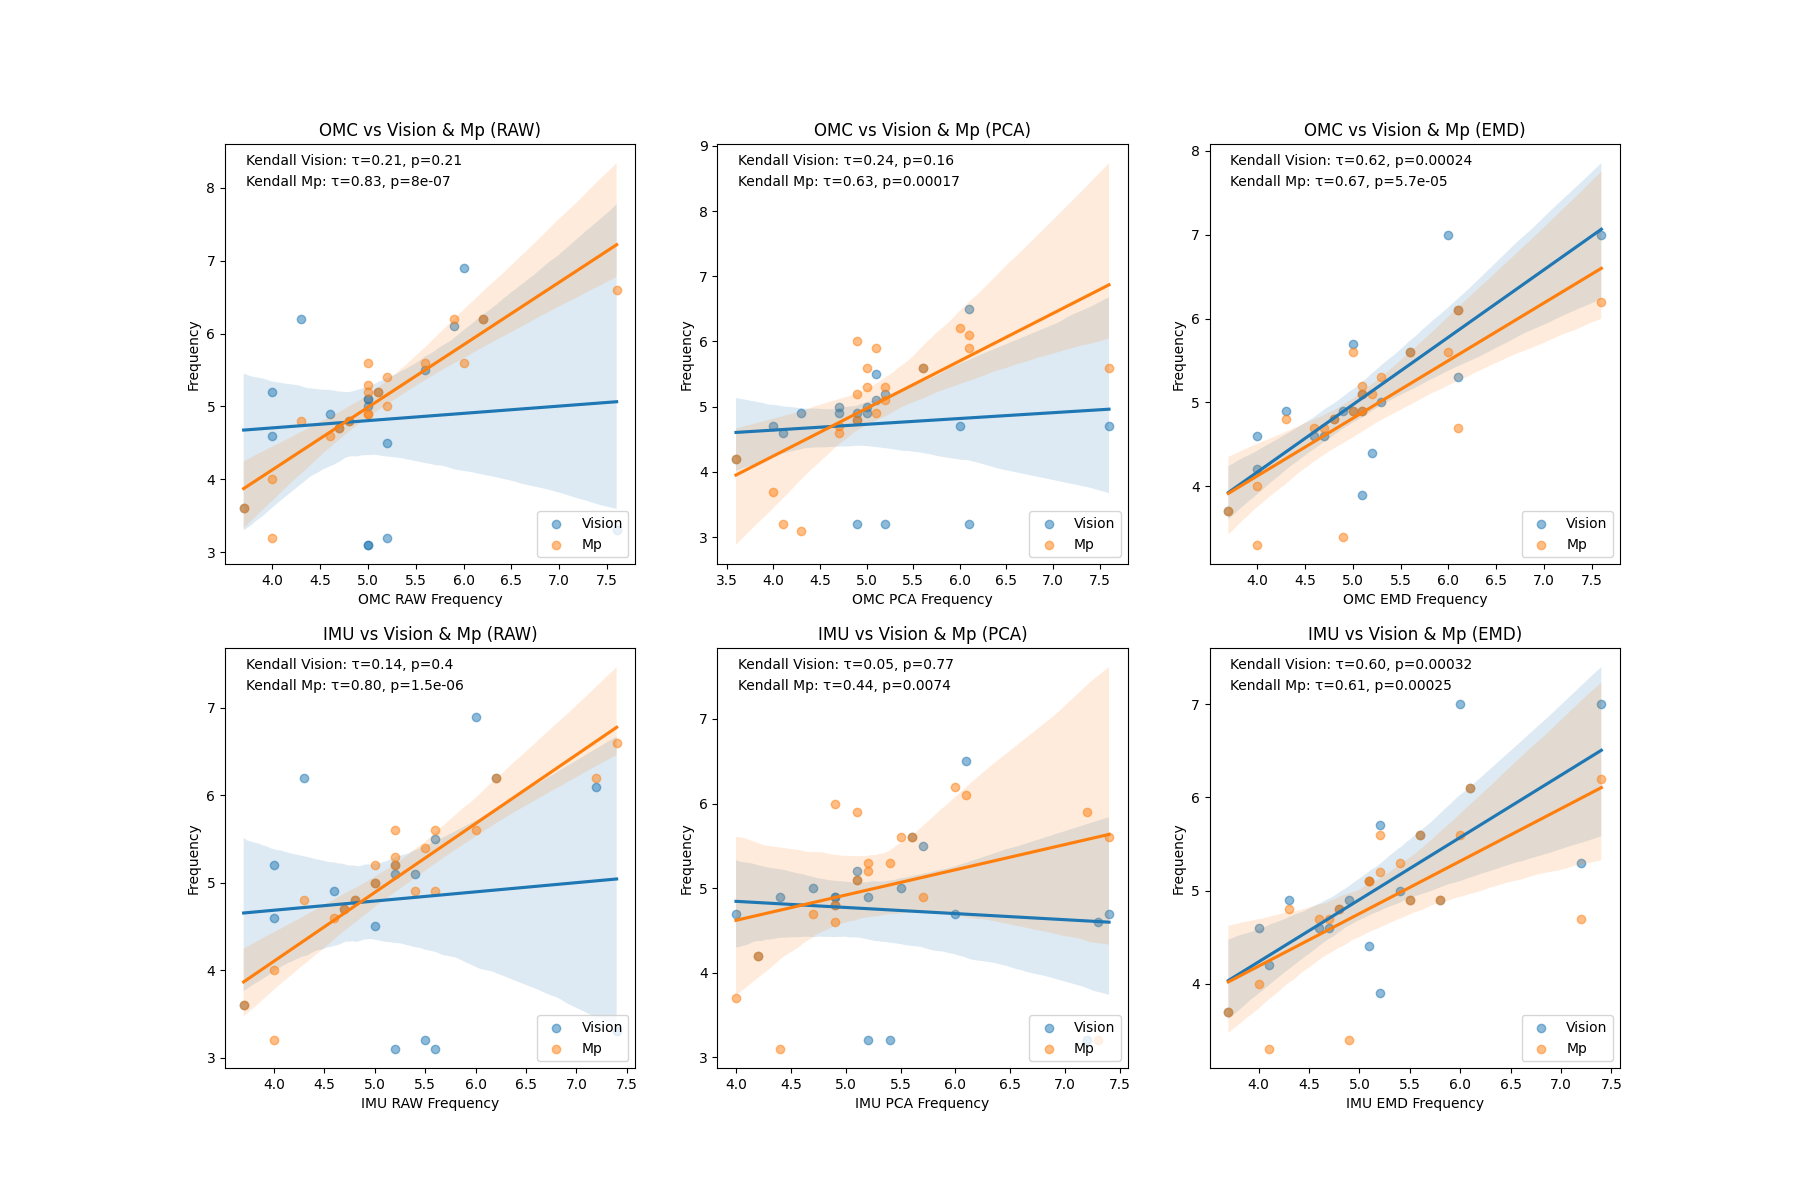 OMC vs Vision & Mp (RAW)
Kendall Vision: τ=0.21, p=0.21
Kendall Mp: τ=0.83, p=8e-07
8
7
6
5
4
3
Frequency
Vision
Mp
4.0 4.5 5.0 5.5 6.0 6.5 7.0 7.5
OMC RAW Frequency
OMC vs Vision & Mp (PCA)
Kendall Vision: τ=0.24, p=0.16
Kendall Mp: τ=0.63, p=0.00017
9
8
7
6
5
4
3
Frequency
Vision
Mp
3.5 4.0 4.5 5.0 5.5 6.0 6.5 7.0 7.5
OMC PCA Frequency
OMC vs Vision & Mp (EMD)
Kendall Vision: τ=0.62, p=0.00024
Kendall Mp: τ=0.67, p=5.7e-05
8
7
6
5
4
Frequency
Vision
Mp
4.0 4.5 5.0 5.5 6.0 6.5 7.0 7.5
OMC EMD Frequency
IMU vs Vision & Mp (RAW)
Kendall Vision: τ=0.14, p=0.4
Kendall Mp: τ=0.80, p=1.5e-06
7
6
5
4
3
Frequency
Vision
Mp
4.0 4.5 5.0 5.5 6.0 6.5 7.0 7.5
IMU RAW Frequency
IMU vs Vision & Mp (PCA)
Kendall Vision: τ=0.05, p=0.77
Kendall Mp: τ=0.44, p=0.0074
7
6
5
4
3
Frequency
Vision
Mp
4.0 4.5 5.0 5.5 6.0 6.5 7.0 7.5
IMU PCA Frequency
IMU vs Vision & Mp (EMD)
Kendall Vision: τ=0.60, p=0.00032
Kendall Mp: τ=0.61, p=0.00025
7
6
5
4
Frequency
Vision
Mp
4.0 4.5 5.0 5.5 6.0 6.5 7.0 7.5
IMU EMD Frequency